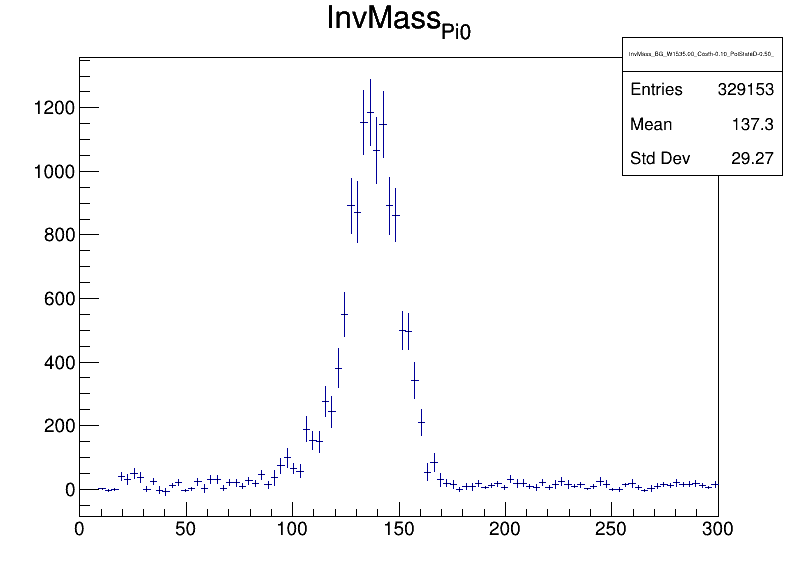 InvMass_Pi0
InvMass_BG_W1535.00_Costh-0.10_PolStateD-0.50_
Entries 329153
Mean 137.3
Std Dev 29.27
1200
1000
800
600
400
200
0
0 50 100 150 200 250 300